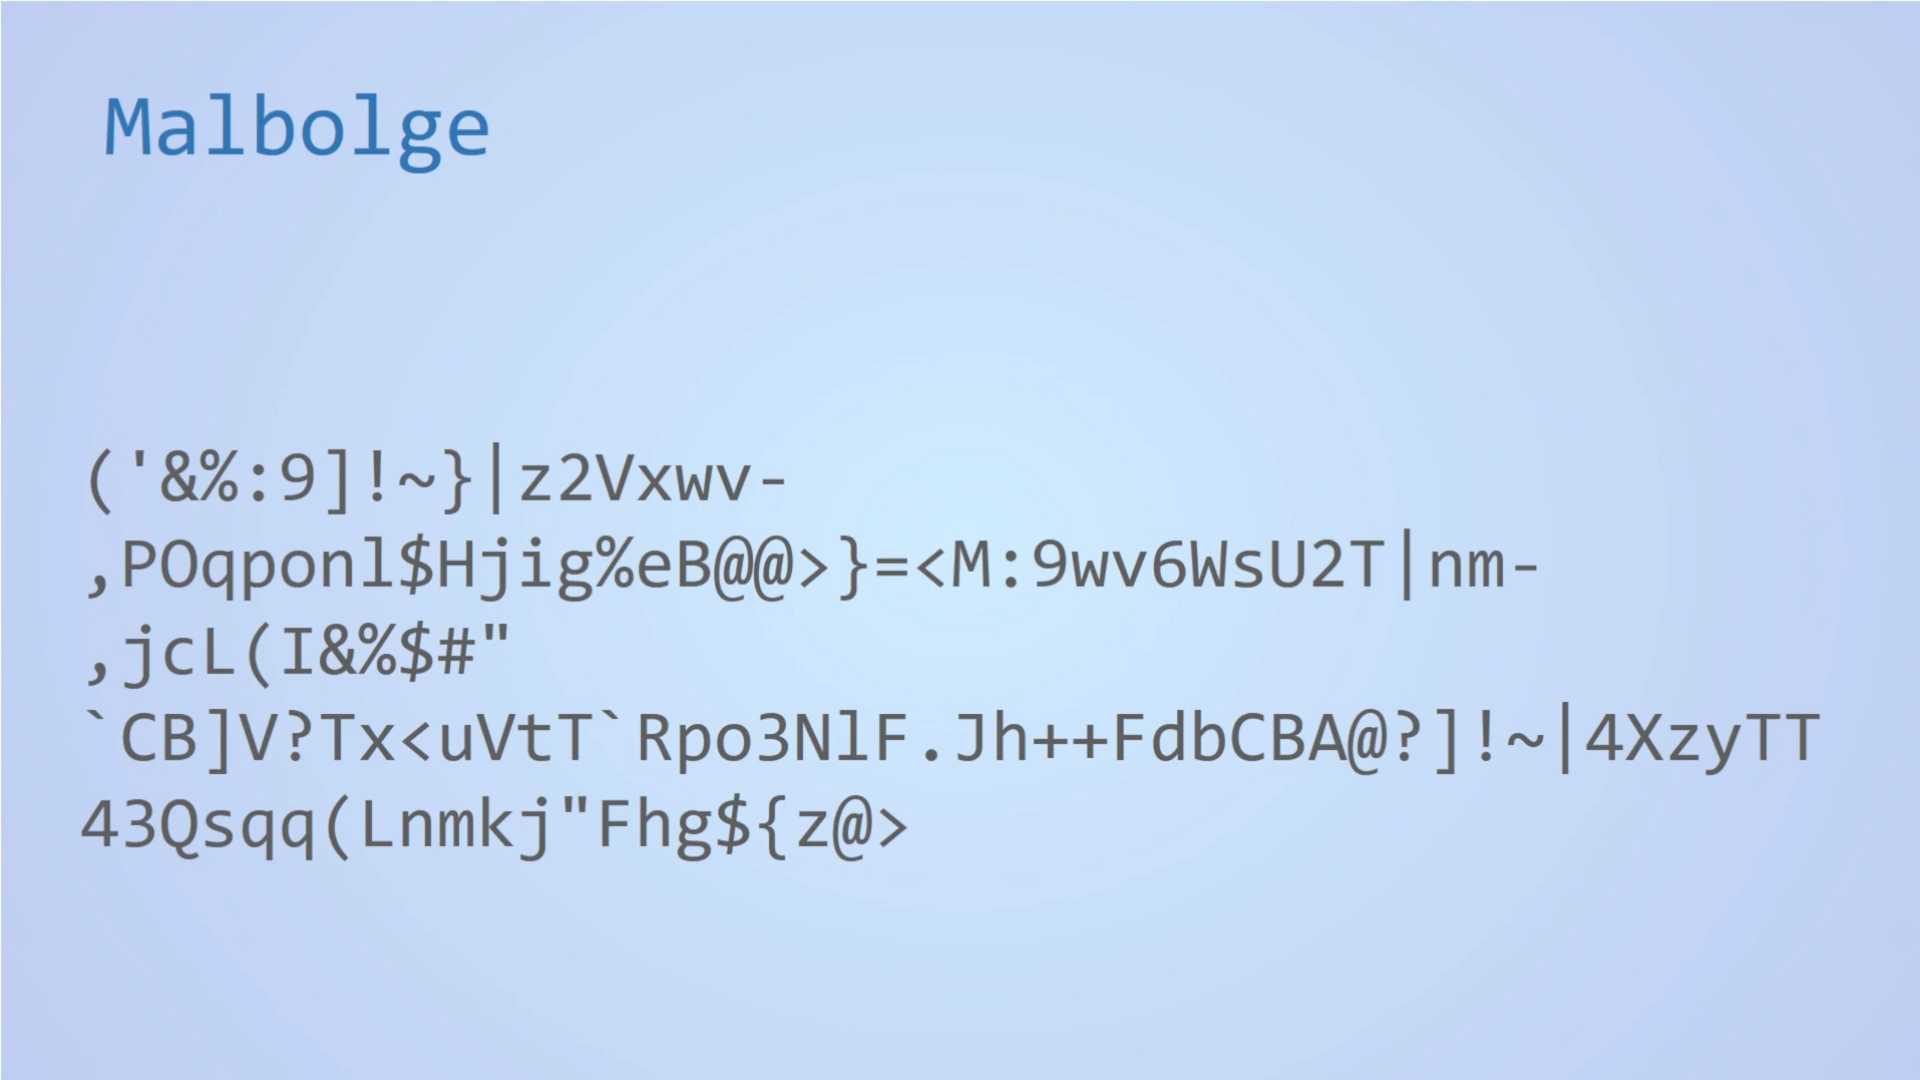 Malbolge
('&%:9]!~}|z2Vxwv-
,POqponl$Hjig%eB@@>}=<M:9wv6WsU2T|nm-
,jcL(I&%$#"
`CB]V?Tx<uVtT`Rpo3NlF.Jh++FdbCBA@?]!~|4XzyTT
43Qsqq(Lnmkj"Fhg${z@>